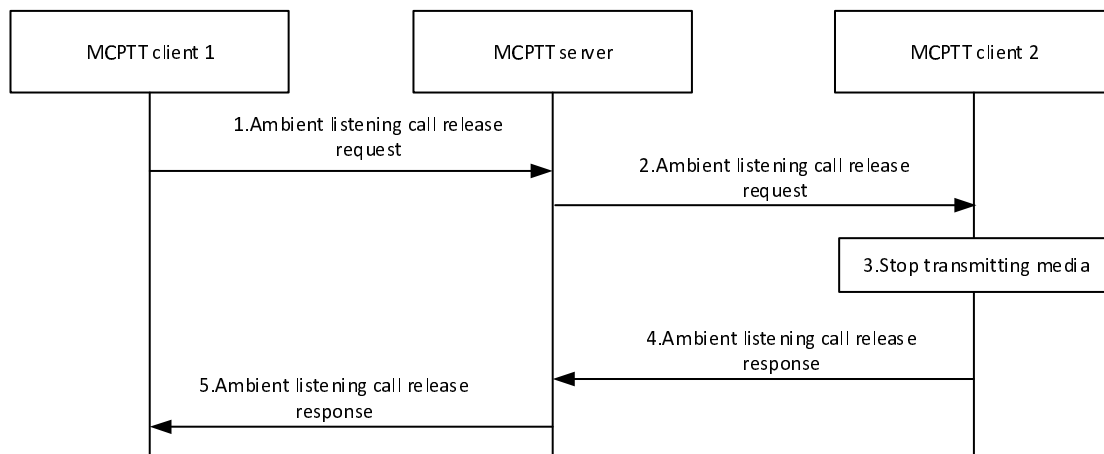 MCPTT client 1
MCPTT server
MCPTT client 2
1.Ambient listening call release
request
2.Ambient listening call release
request
3.Stop transmitting media
4.Ambient listening call release
response
5.Ambient listening call release
response